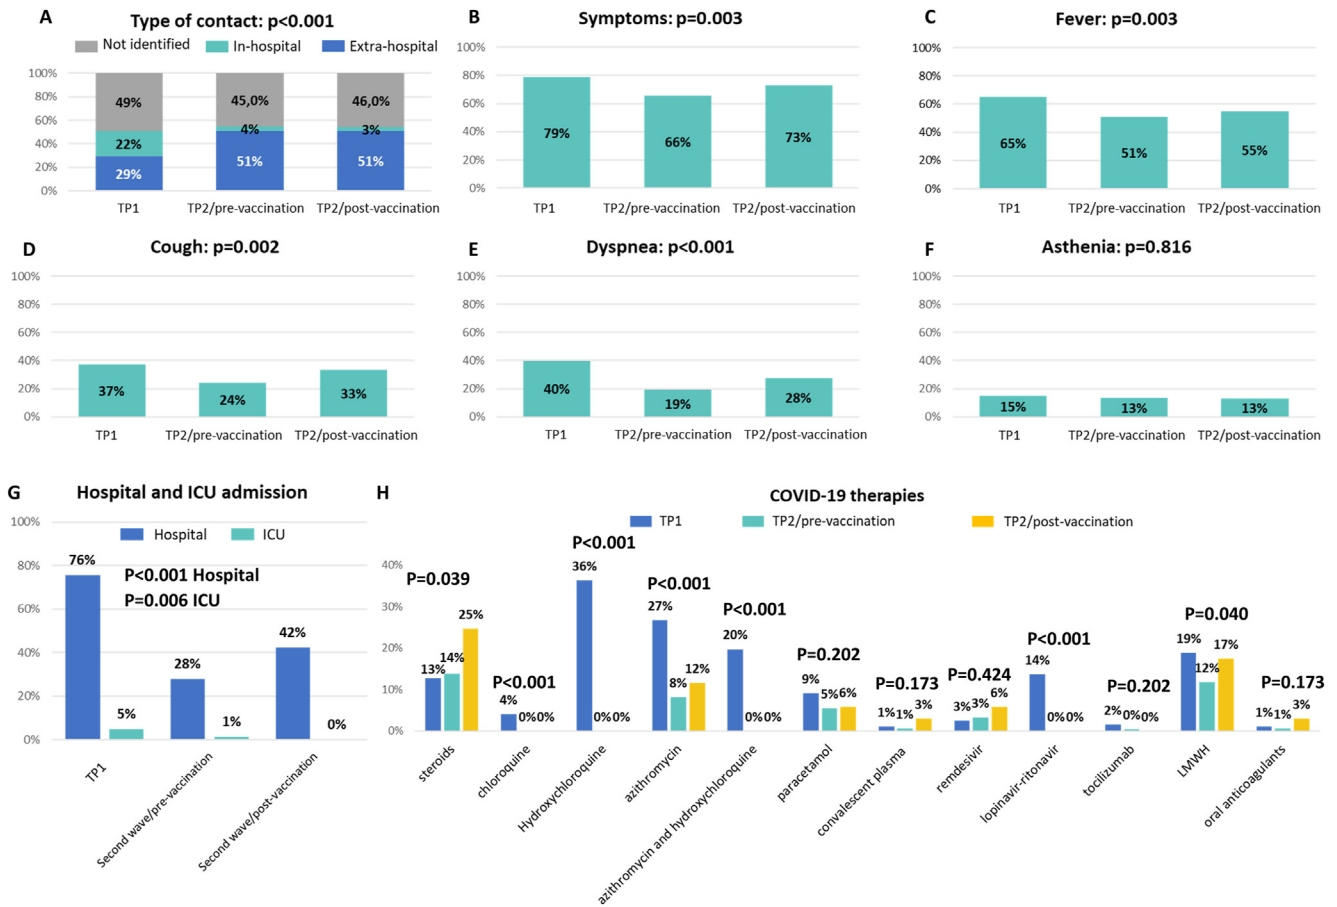 A
Type of contact: p<0.001
Not identified
In-hospital
Extra-hospital
100%
80%
60%
40%
20%
0%
49%
22%
29%
45,0%
4%
51%
46,0%
3%
51%
TP1
TP2/pre-vaccination
TP2/post-vaccination
B
Symptoms: p=0.003
100%
80%
60%
40%
20%
0%
79%
66%
73%
TP1
TP2/pre-vaccination
TP2/post-vaccination
C
Fever: p=0.003
100%
80%
60%
40%
20%
0%
65%
51%
55%
TP1
TP2/pre-vaccination
TP2/post-vaccination
D
Cough: p=0.002
100%
80%
60%
40%
20%
0%
37%
24%
33%
TP1
TP2/pre-vaccination
TP2/post-vaccination
E
Dyspnea: p<0.001
100%
80%
60%
40%
20%
0%
40%
19%
28%
TP1
TP2/pre-vaccination
TP2/post-vaccination
F
Asthenia: p=0.816
100%
80%
60%
40%
20%
0%
15%
13%
13%
TP1
TP2/pre-vaccination
TP2/post-vaccination
G
Hospital and ICU admission
Hospital
ICU
100%
80%
60%
40%
20%
0%
P<0.001 Hospital
P=0.006 ICU
76%
5%
28%
1%
42%
0%
TP1
Second wave/pre-vaccination
Second wave/post-vaccination
H
COVID-19 therapies
TP1
TP2/pre-vaccination
TP2/post-vaccination
40%
30%
20%
10%
0%
P=0.039
13%
14%
25%
P<0.001
4%
0%
0%
P<0.001
36%
0%
0%
P<0.001
27%
8%
12%
P<0.001
20%
0%
0%
P=0.202
9%
5%
6%
P=0.173
1%
1%
3%
P=0.424
3%
3%
6%
P<0.001
14%
0%
0%
P=0.202
2%
0%
0%
P=0.040
19%
12%
17%
P=0.173
1%
1%
3%
steroids
chloroquine
Hydroxychloroquine
azithromycin
azithromycin and hydroxychloroquine
paracetamol
convalescent plasma
remdesivir
lopinavir-ritonavir
tocilizumab
LMWH
oral anticoagulants